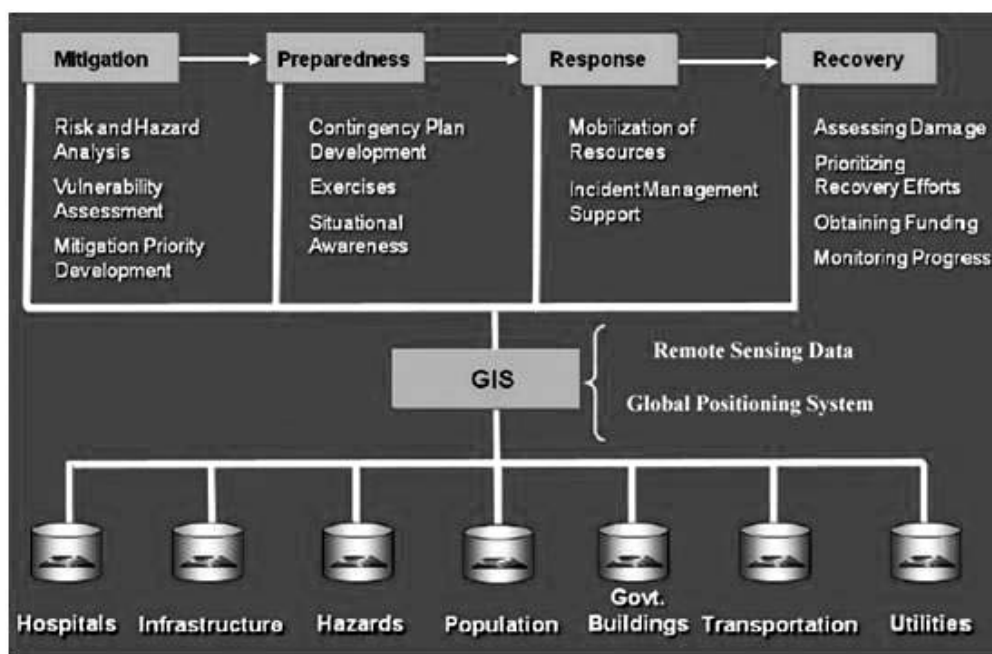 Mitigation
Preparedness
Response
Recovery
Risk and Hazard
Analysis
Vulnerability
Assessment
Mitigation Priority
Development
Contingency Plan
Development
Exercises
Situational
Awareness
Mobilization of
Resources
Incident Management
Support
Assessing Damage
Prioritizing
Recovery Efforts
Obtaining Funding
Monitoring Progress
GIS
Remote Sensing Data
Global Positioning System
Hospitals
Infrastructure
Hazards
Population
Govt.
Buildings
Transportation
Utilities